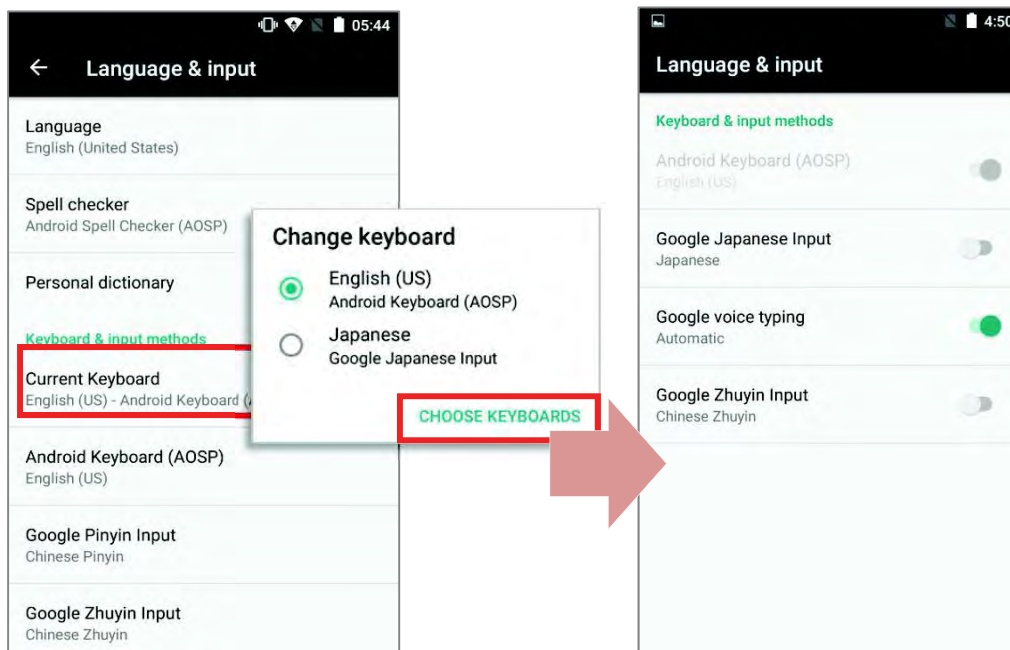 05:44
Language & input
Language
English (United States)
Spell checker
Android Spell Checker (AOSP)
Personal dictionary
Keyboard & input methods
Current Keyboard
English (US) - Android Keyboard (
Android Keyboard (AOSP)
English (US)
Google Pinyin Input
Chinese Pinyin
Google Zhuyin Input
Chinese Zhuyin
Change keyboard
English (US)
Android Keyboard (AOSP)
Japanese
Google Japanese Input
CHOOSE KEYBOARDS
4:50
Language & input
Keyboard & input methods
Android Keyboard (AOSP)
English (US)
Google Japanese Input
Japanese
Google voice typing
Automatic
Google Zhuyin Input
Chinese Zhuyin